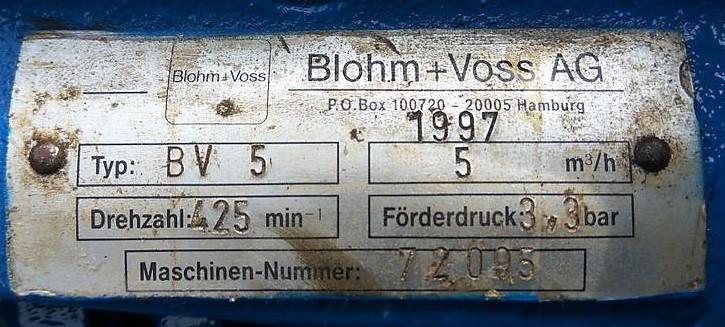 Blohm+Voss
Blohm+Voss AG
P.O.Box 100720 - 20005 Hamburg
1997
Typ: BV 5
5 m³/h
Drehzahl: 425 min⁻¹
Förderdruck: 3,3 bar
Maschinen-Nummer: 72095